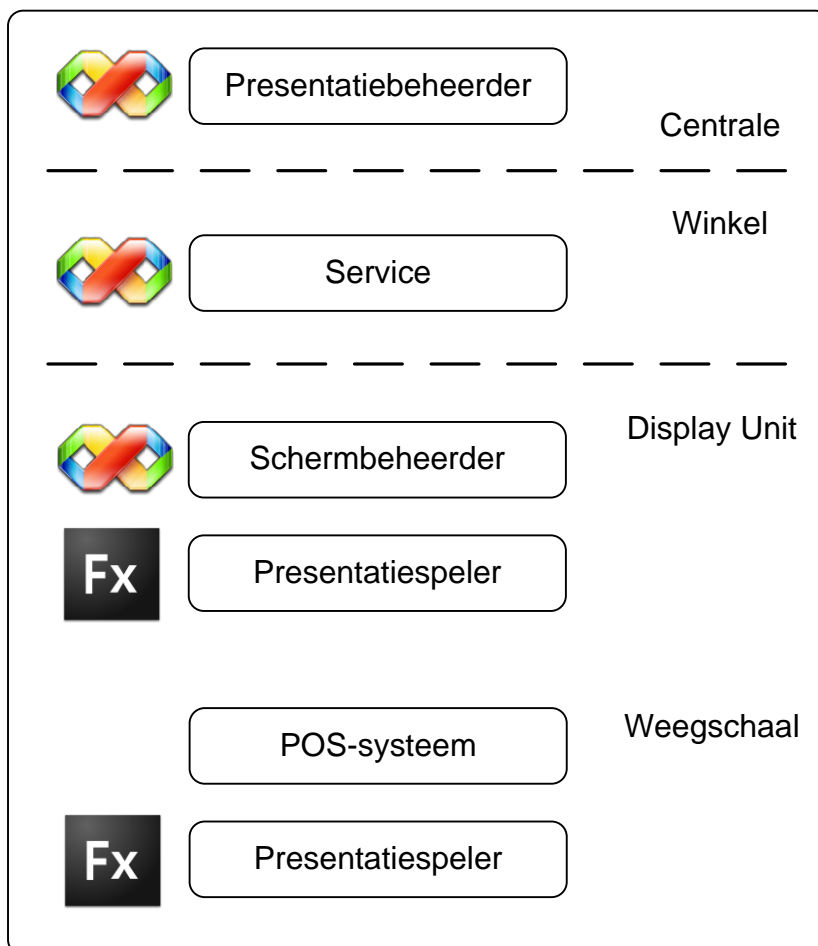 Presentatiebeheerder
Centrale
Winkel
Service
Display Unit
Schermbeheerder
Fx
Presentatiespeler
Weegschaal
POS-systeem
Fx
Presentatiespeler